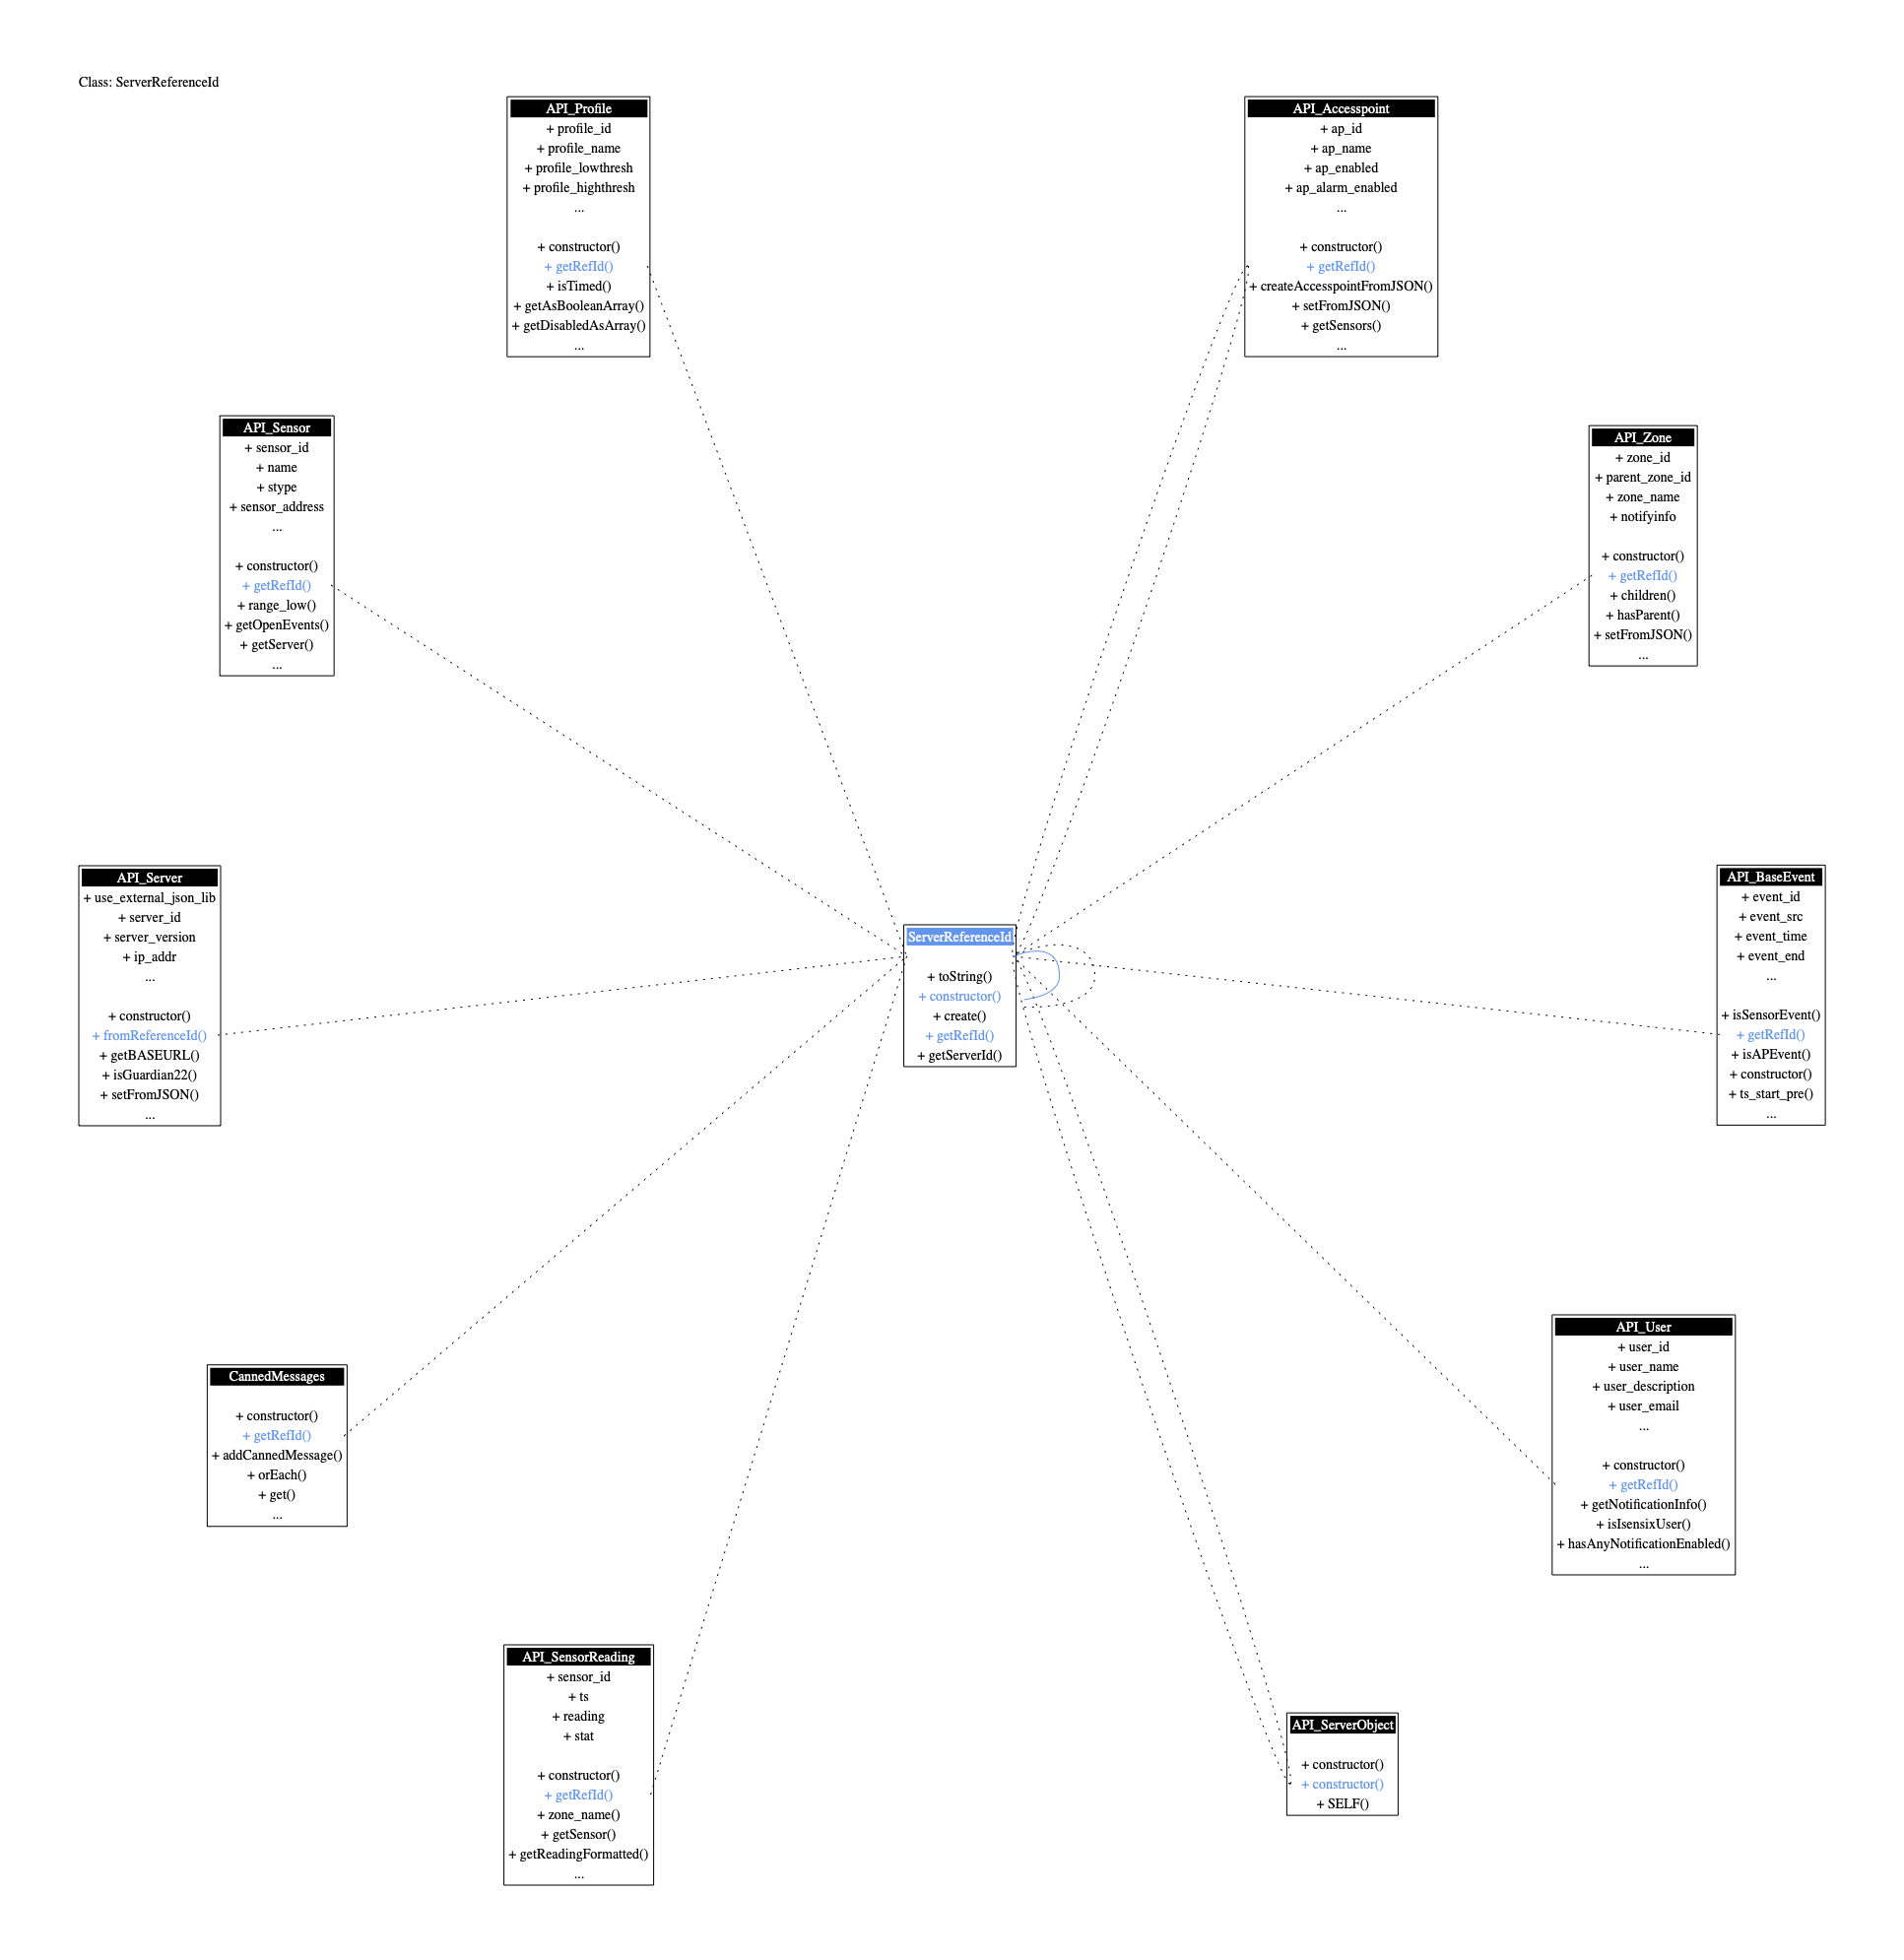 Class: ServerReferenceId
API_Profile
+ profile_id
+ profile_name
+ profile_lowthresh
+ profile_highthresh
...
+ constructor()
+ getRefId()
+ isTimed()
+ getAsBooleanArray()
+ getDisabledAsArray()
...
API_Accesspoint
+ ap_id
+ ap_name
+ ap_enabled
+ ap_alarm_enabled
...
+ constructor()
+ getRefId()
+ createAccesspointFromJSON()
+ setFromJSON()
+ getSensors()
...
API_Sensor
+ sensor_id
+ name
+ stype
+ sensor_address
...
+ constructor()
+ getRefId()
+ range_low()
+ getOpenEvents()
+ getServer()
...
API_Zone
+ zone_id
+ parent_zone_id
+ zone_name
+ notifyinfo
+ constructor()
+ getRefId()
+ children()
+ hasParent()
+ setFromJSON()
...
API_Server
+ use_external_json_lib
+ server_id
+ server_version
+ ip_addr
...
+ constructor()
+ fromReferenceId()
+ getBASEURL()
+ isGuardian22()
+ setFromJSON()
...
ServerReferenceId
+ toString()
+ constructor()
+ create()
+ getRefId()
+ getServerId()
API_BaseEvent
+ event_id
+ event_src
+ event_time
+ event_end
...
+ isSensorEvent()
+ getRefId()
+ isAPEvent()
+ constructor()
+ ts_start_pre()
...
CannedMessages
+ constructor()
+ getRefId()
+ addCannedMessage()
+ orEach()
+ get()
...
API_User
+ user_id
+ user_name
+ user_description
+ user_email
...
+ constructor()
+ getRefId()
+ getNotificationInfo()
+ isIsensixUser()
+ hasAnyNotificationEnabled()
...
API_SensorReading
+ sensor_id
+ ts
+ reading
+ stat
+ constructor()
+ getRefId()
+ zone_name()
+ getSensor()
+ getReadingFormatted()
...
API_ServerObject
+ constructor()
+ constructor()
+ SELF()